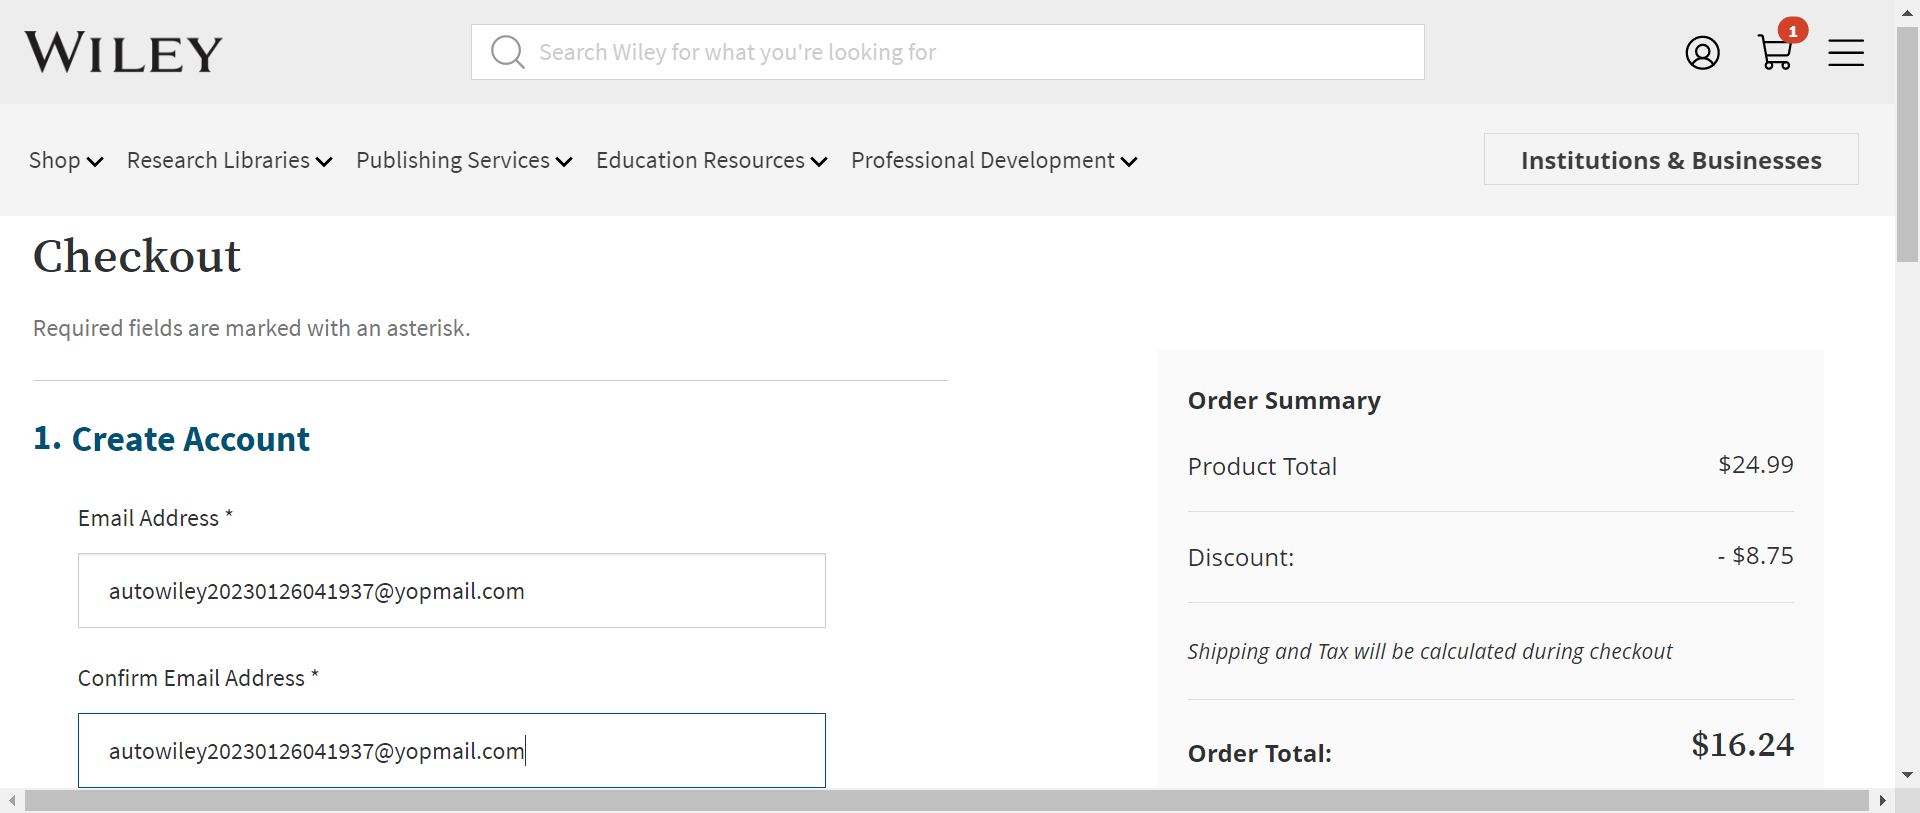 WILEY
Search Wiley for what you're looking for
1
Shop Research Libraries Publishing Services Education Resources Professional Development Institutions & Businesses
Checkout
Required fields are marked with an asterisk.
1. Create Account
Email Address *
autowiley20230126041937@yopmail.com
Confirm Email Address *
autowiley20230126041937@yopmail.com
Order Summary
Product Total $24.99
Discount: - $8.75
Shipping and Tax will be calculated during checkout
Order Total: $16.24